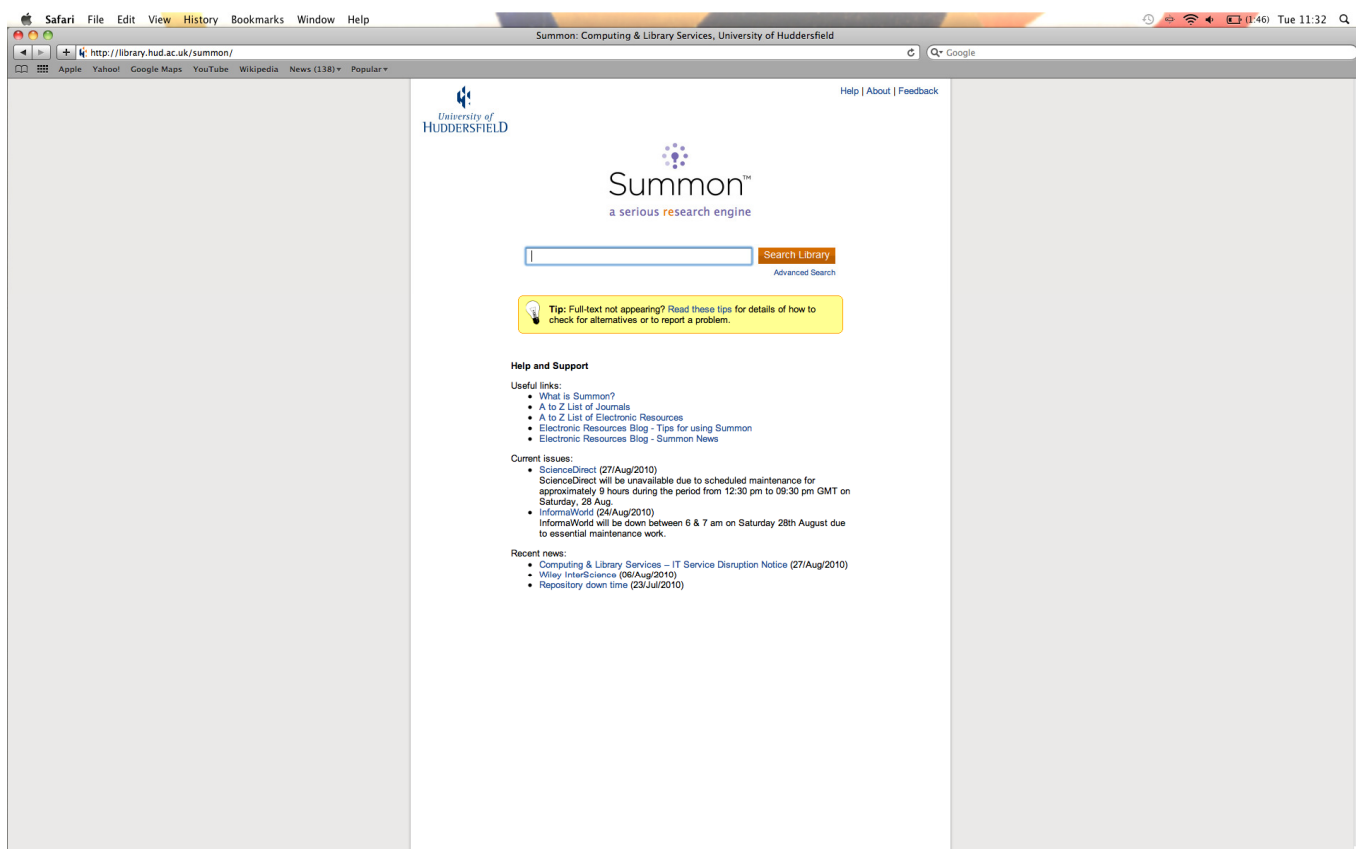 Safari File Edit View History Bookmarks Window Help (1:46) Tue 11:32
Summon: Computing & Library Services, University of Huddersfield
http://library.hud.ac.uk/summon/ Google
Apple Yahoo! Google Maps YouTube Wikipedia News (138) Popular
Help | About | Feedback
University of
HUDDERSFIELD
Summon™
a serious research engine
Search Library
Advanced Search
Tip: Full-text not appearing? Read these tips for details of how to
check for alternatives or to report a problem.
Help and Support
Useful links:
• What is Summon?
• A to Z List of Journals
• A to Z List of Electronic Resources
• Electronic Resources Blog - Tips for using Summon
• Electronic Resources Blog - Summon News
Current issues:
• ScienceDirect (27/Aug/2010)
ScienceDirect will be unavailable due to scheduled maintenance for
approximately 9 hours during the period from 12:30 pm to 09:30 pm GMT on
Saturday, 28 Aug.
• InformaWorld (24/Aug/2010)
InformaWorld will be down between 6 & 7 am on Saturday 28th August due
to essential maintenance work.
Recent news:
• Computing & Library Services – IT Service Disruption Notice (27/Aug/2010)
• Wiley InterScience (06/Aug/2010)
• Repository down time (23/Jul/2010)